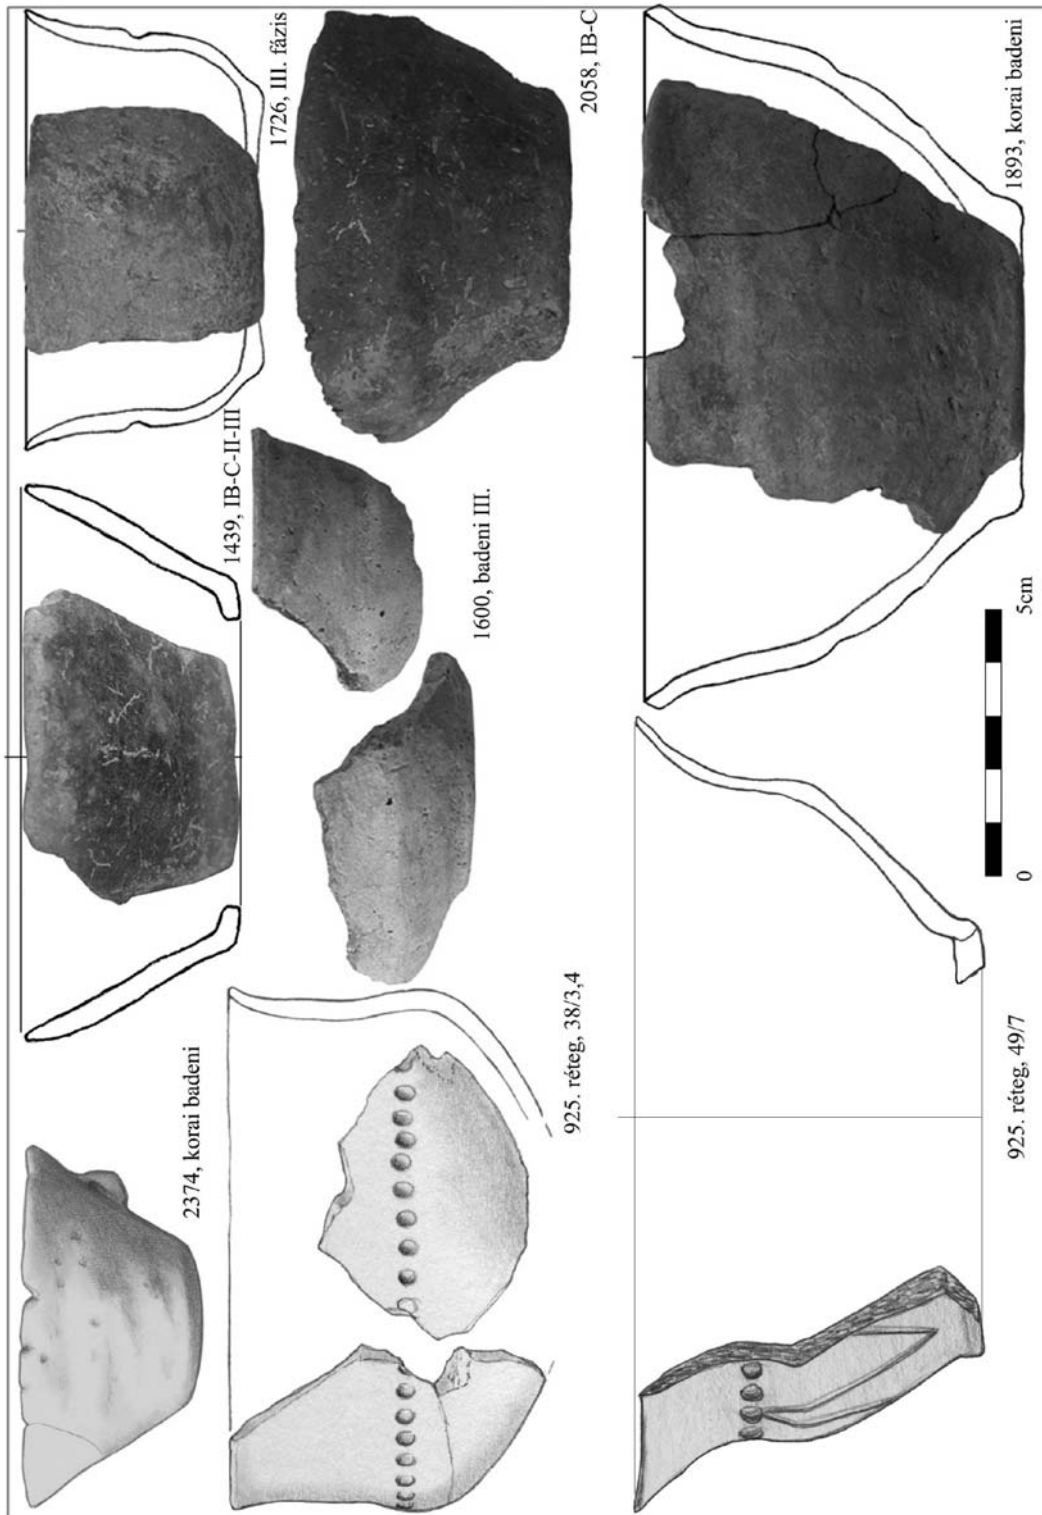 2374, korai badeni
1439, IB-C-II-III
1726, III. fázis
925. réteg, 38/3,4
1600, badeni III.
2058, IB-C
925. réteg, 49/7
0
5cm
1893, korai badeni